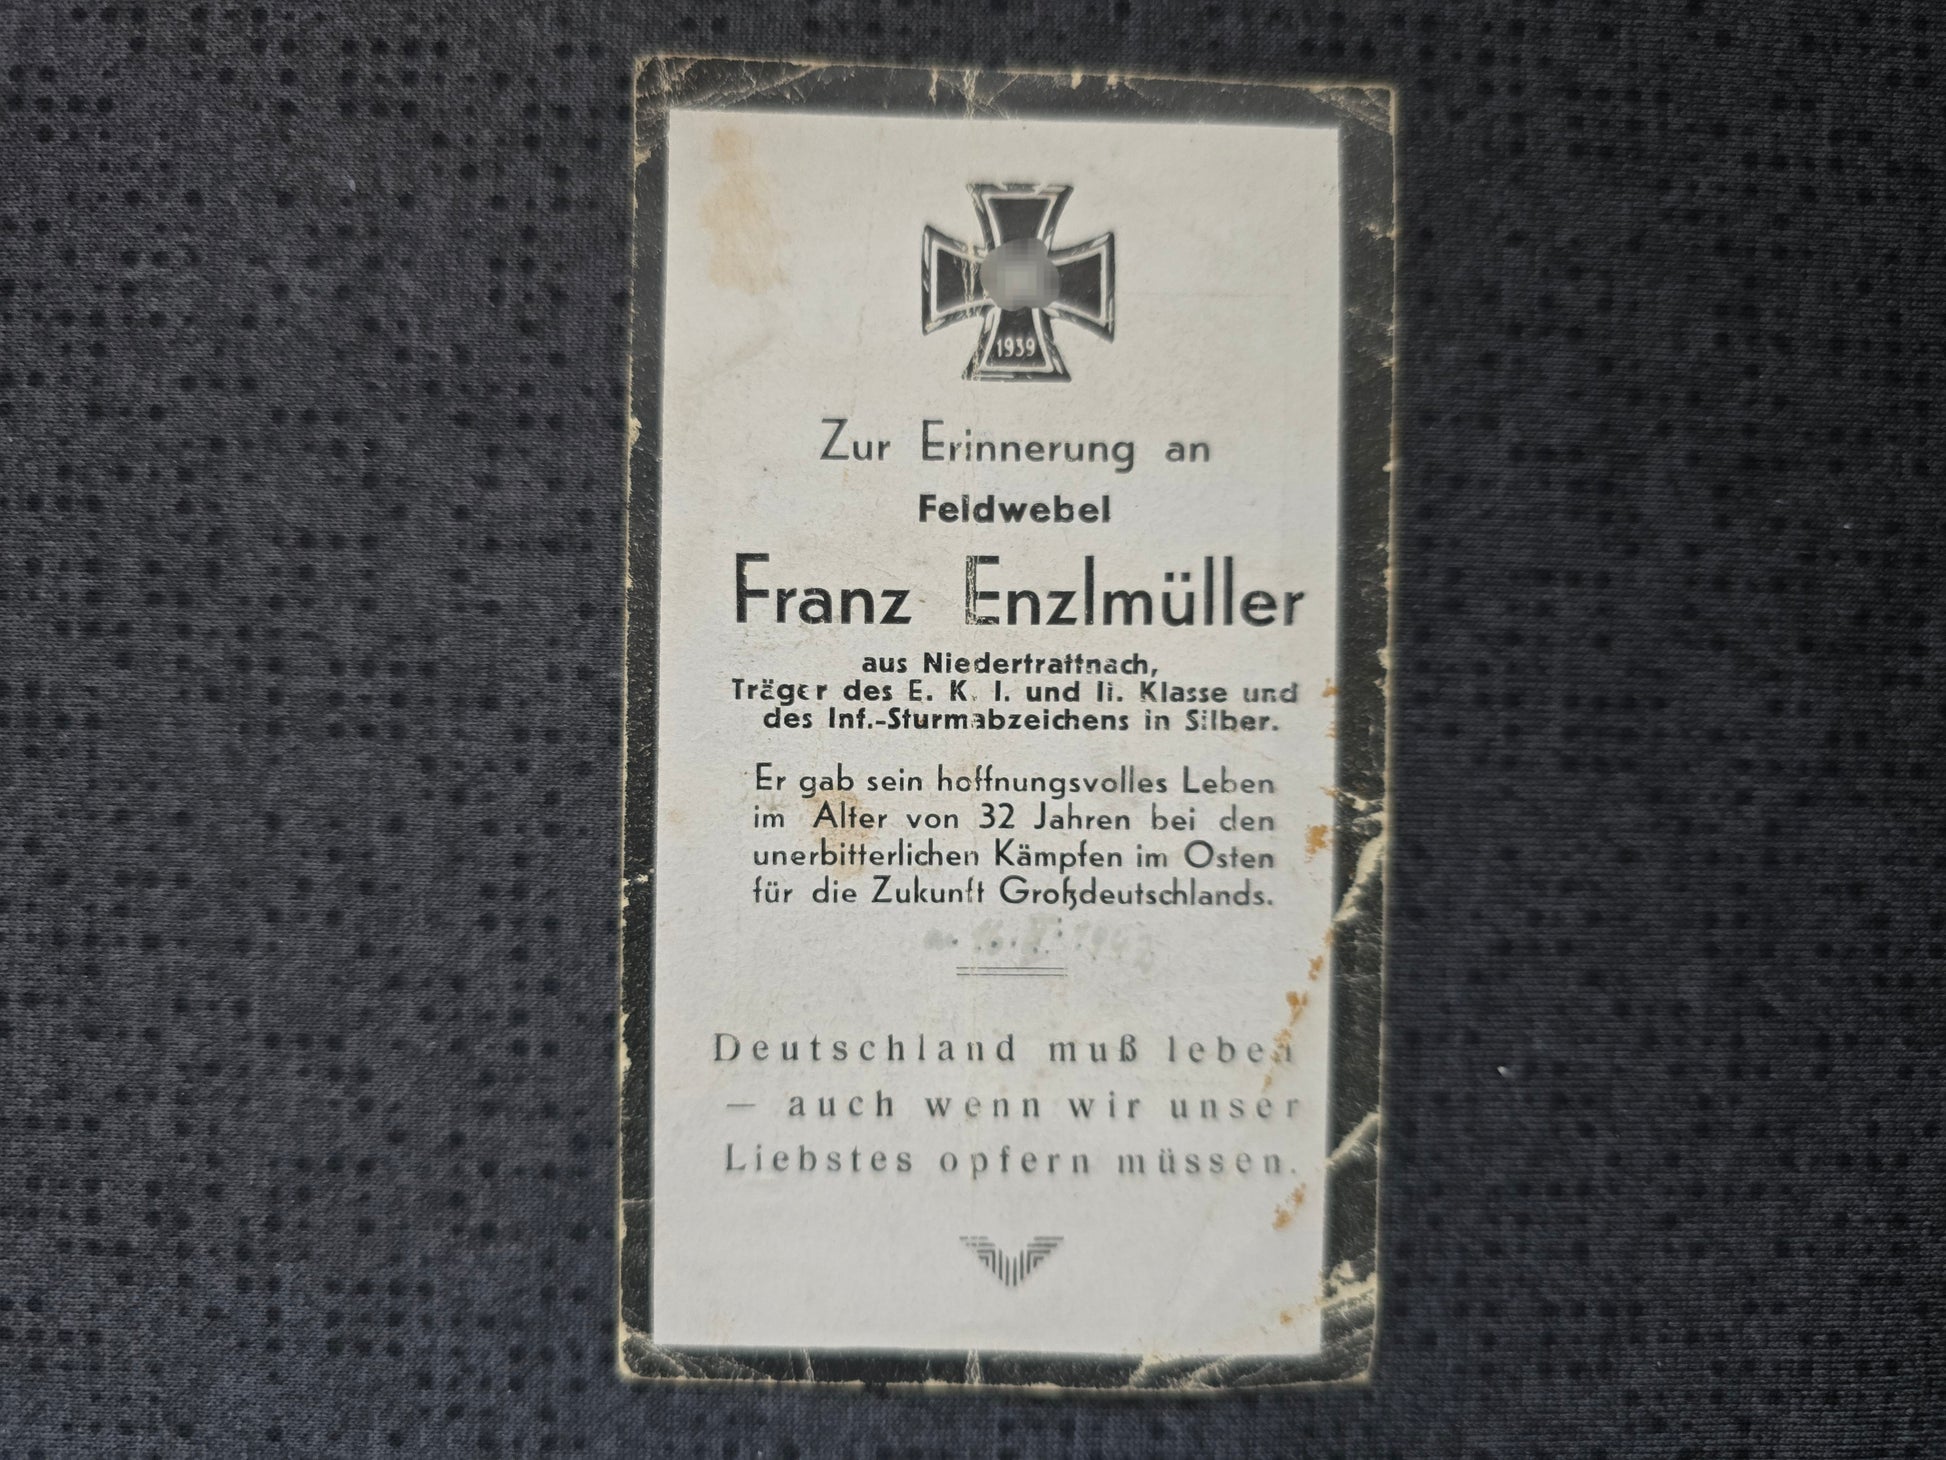 1939
Zur Erinnerung an
Feldwebel
Franz Enzlmüller
aus Niedertrattnach,
Träger des E. K. I. und II. Klasse und
des Inf.-Sturmabzeichens in Silber.
Er gab sein hoffnungsvolles Leben
im Alter von 32 Jahren bei den
unerbitterlichen Kämpfen im Osten
für die Zukunft Großdeutschlands.
Deutschland muß leben
— auch wenn wir unser
Liebstes opfern müssen.